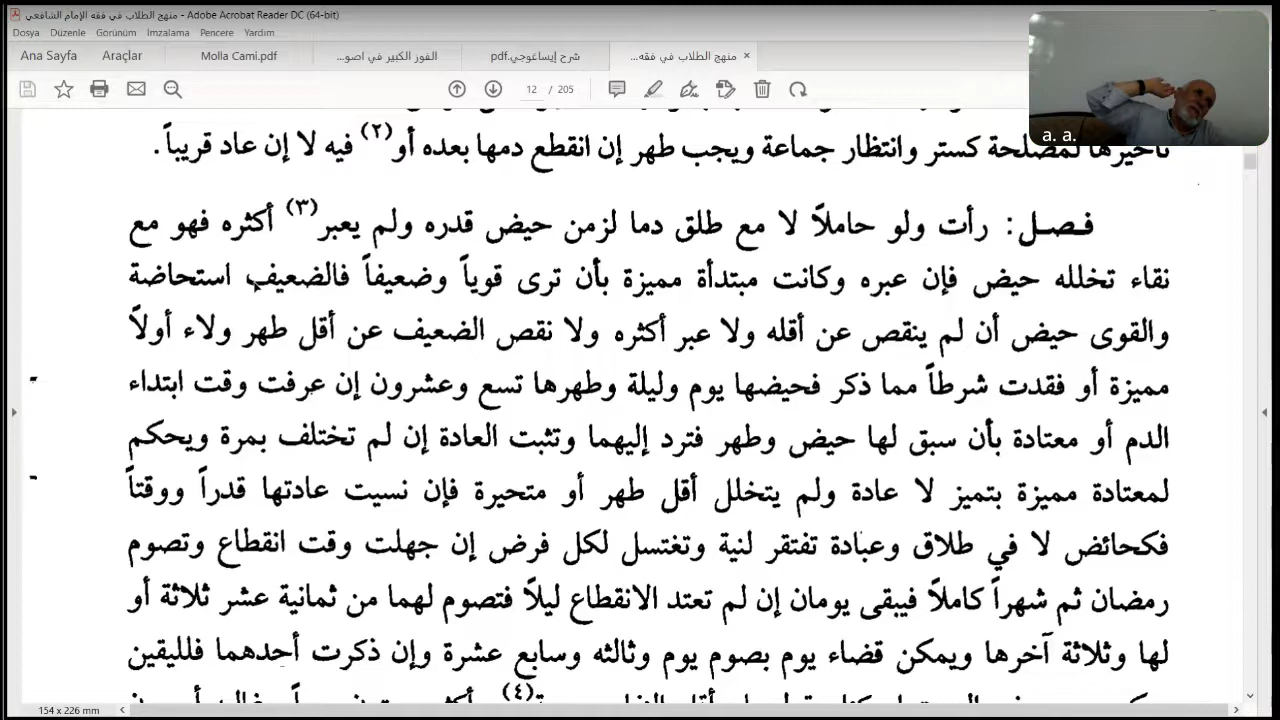 منهج الطلاب في فقه الإمام الشافعي - Adobe Acrobat Reader DC (64-bit)
Dosya Düzenle Görünüm İmzalama Pencere Yardım
Ana Sayfa Araçlar Molla Cami.pdf الفوز الكبير في اصو... شرح إيساغوجي.pdf منهج الطلاب في فقه...
12 / 205
a. a.
تأخيرها لمصلحة كستر وانتظار جماعة ويجب طهر إن انقطع دمها بعده أو(٢) فيه لا إن عاد قريباً.
فـصـل: رأت ولو حاملاً لا مع طلق دما لزمن حيض قدره ولم يعبر(٣) أكثره فهو مع
نقاء تخلله حيض فإن عبره وكانت مبتدأة مميزة بأن ترى قوياً وضعيفاً فالضعيف استحاضة
والقوى حيض أن لم ينقص عن أقله ولا عبر أكثره ولا نقص الضعيف عن أقل طهر ولاء أولاً
مميزة أو فقدت شرطاً مما ذكر فحيضها يوم وليلة وطهرها تسع وعشرون إن عرفت وقت ابتداء
الدم أو معتادة بأن سبق لها حيض وطهر فترد إليهما وتثبت العادة إن لم تختلف بمرة ويحكم
لمعتادة مميزة بتميز لا عادة ولم يتخلل أقل طهر أو متحيرة فإن نسيت عادتها قدراً ووقتاً
فكحائض لا في طلاق وعبادة تفتقر لنية وتغتسل لكل فرض إن جهلت وقت انقطاع وتصوم
رمضان ثم شهراً كاملاً فيبقى يومان إن لم تعتد الانقطاع ليلاً فتصوم لهما من ثمانية عشر ثلاثة أو
لها وثلاثة آخرها ويمكن قضاء يوم بصوم يوم وثالثه وسابع عشرة وإن ذكرت أحدهما فلليقين
(٤)
154 x 226 mm